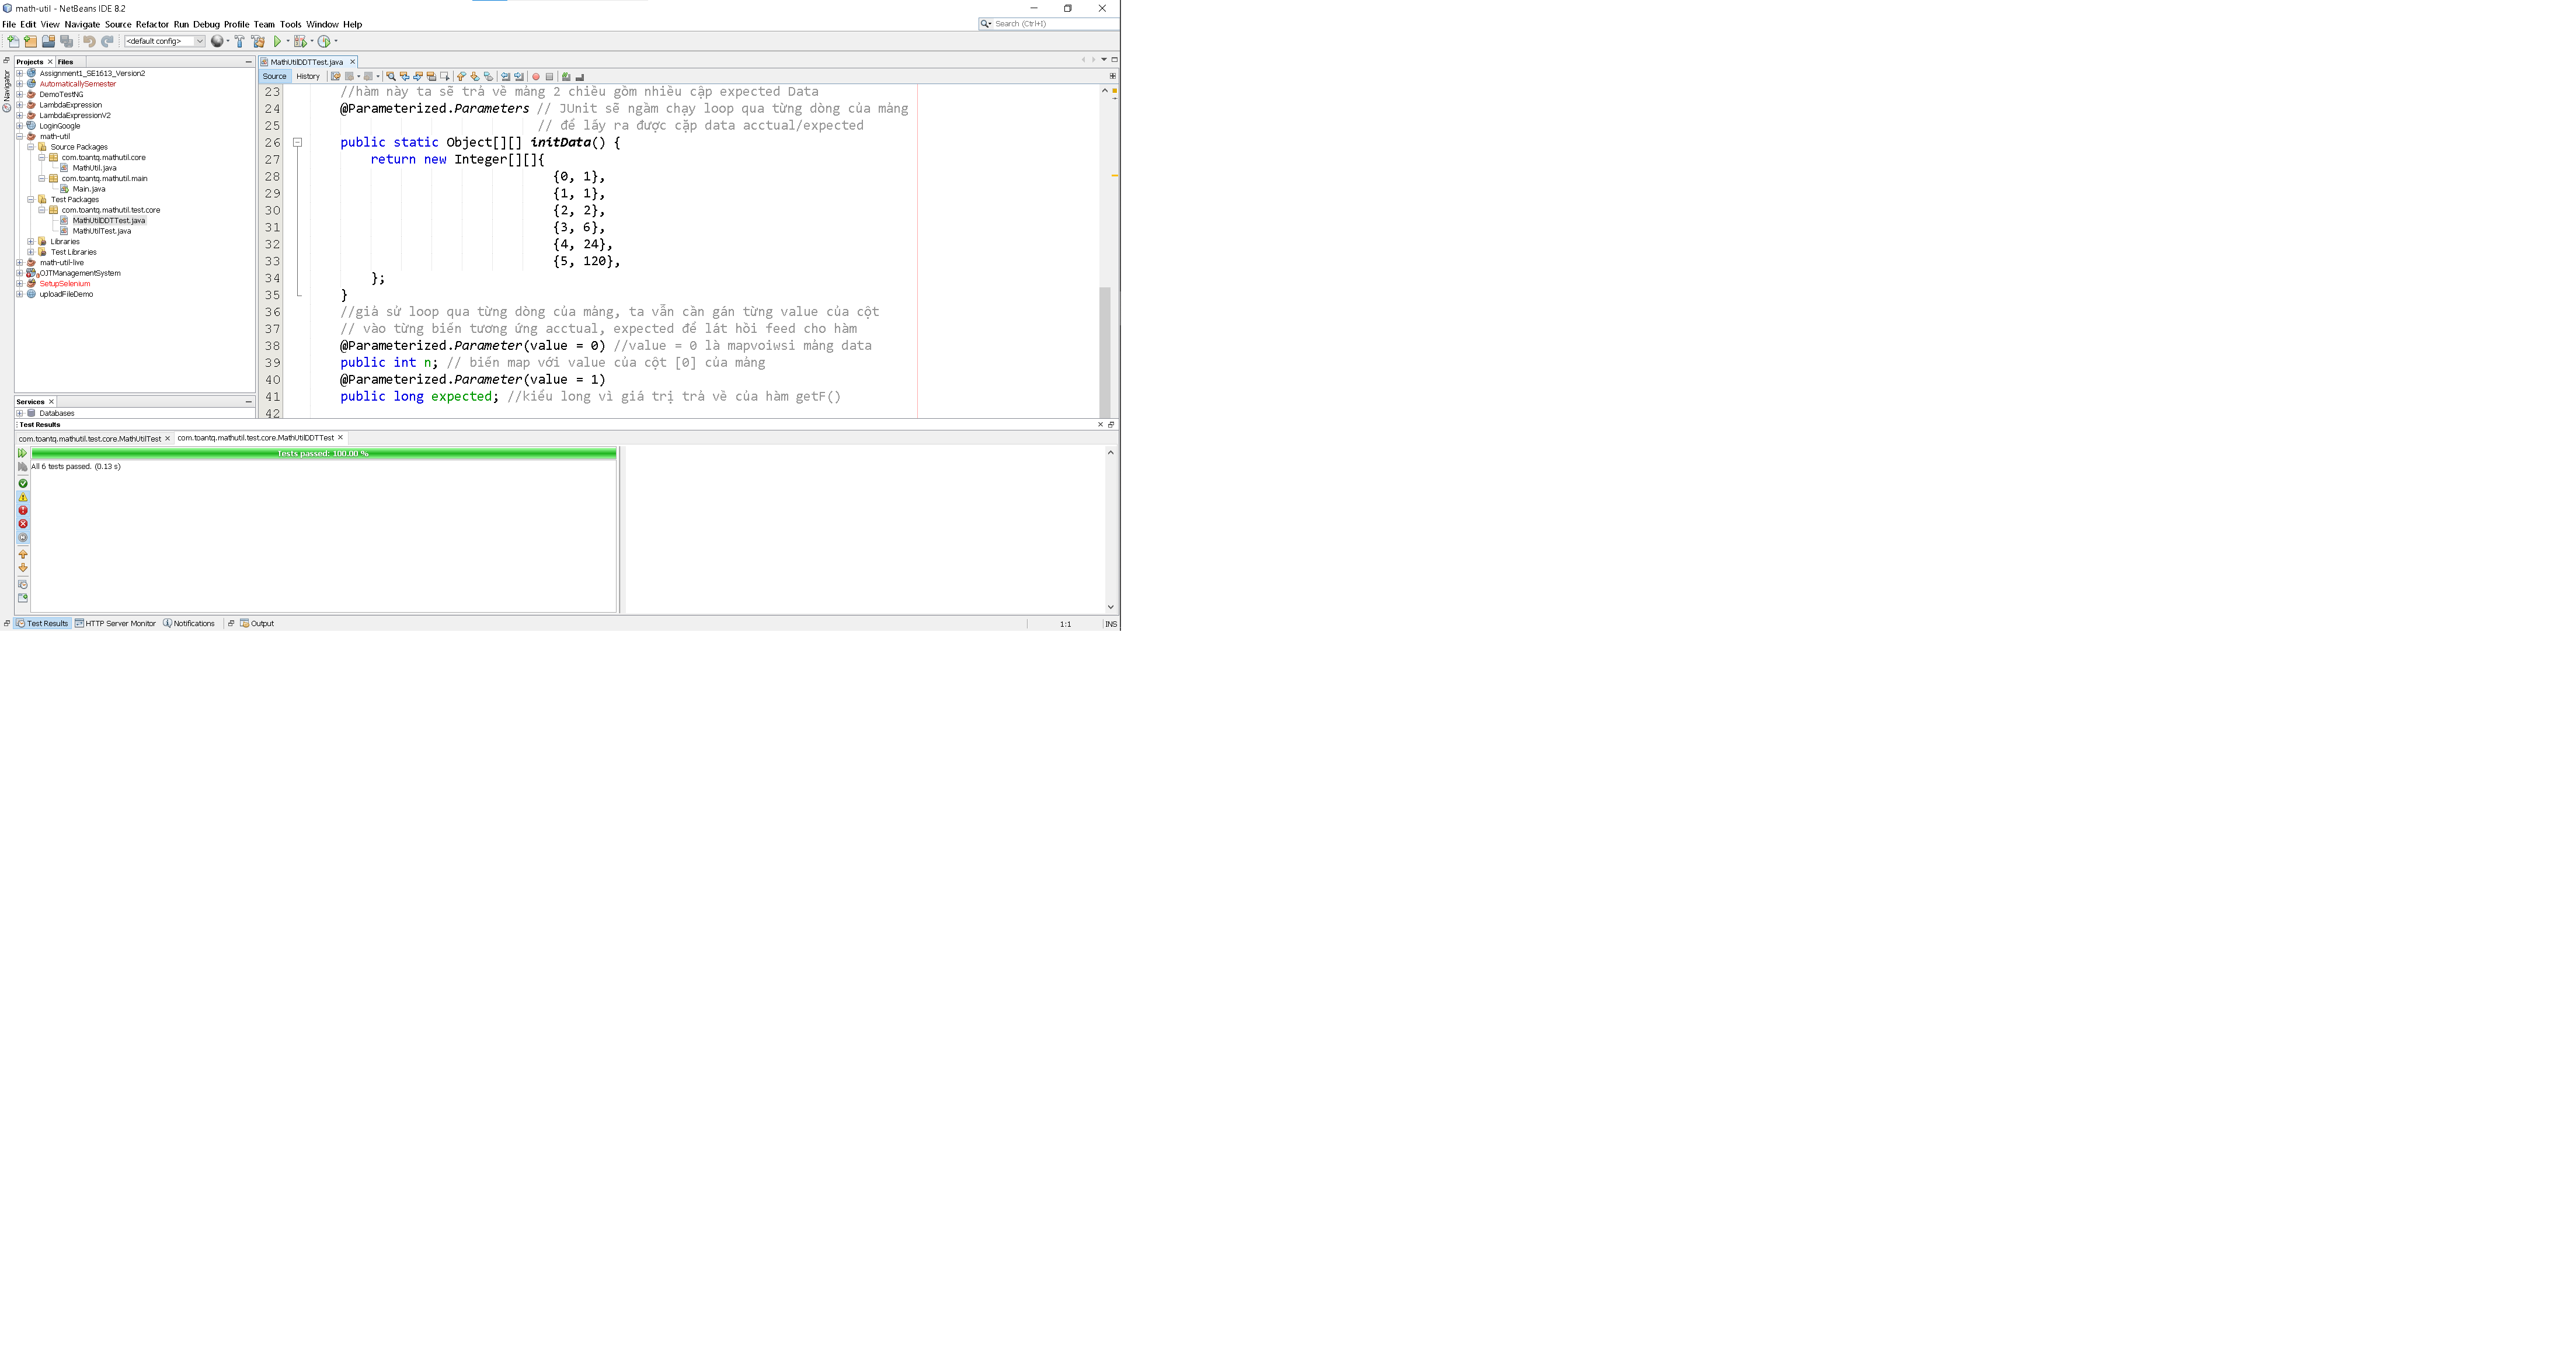 math-util - NetBeans IDE 8.2
File Edit View Navigate Source Refactor Run Debug Profile Team Tools Window Help
Search (Ctrl+I)
<default config>
Projects
Files
Navigator
Assignment1_SE1613_Version2
AutomaticallySemester
DemoTestNG
LambdaExpression
LambdaExpressionV2
LoginGoogle
math-util
Source Packages
com.toantq.mathutil.core
MathUtil.java
com.toantq.mathutil.main
Main.java
Test Packages
com.toantq.mathutil.test.core
MathUtilDDTTest.java
MathUtilTest.java
Libraries
Test Libraries
math-util-live
OJTManagementSystem
SetupSelenium
uploadFileDemo
Services
Databases
MathUtilDDTTest.java
Source History
23 //hàm này ta sẽ trả về mảng 2 chiều gồm nhiều cặp expected Data
24 @Parameterized.Parameters // JUnit sẽ ngầm chạy loop qua từng dòng của mảng
25 // để lấy ra được cặp data acctual/expected
26 public static Object[][] initData() {
27 return new Integer[][]{
28 {0, 1},
29 {1, 1},
30 {2, 2},
31 {3, 6},
32 {4, 24},
33 {5, 120},
34 };
35 }
36 //giả sử loop qua từng dòng của mảng, ta vẫn cần gán từng value của cột
37 // vào từng biến tương ứng acctual, expected để lát hồi feed cho hàm
38 @Parameterized.Parameter(value = 0) //value = 0 là mapvoiwsi mảng data
39 public int n; // biến map với value của cột [0] của mảng
40 @Parameterized.Parameter(value = 1)
41 public long expected; //kiểu long vì giá trị trả về của hàm getF()
42
Test Results
com.toantq.mathutil.test.core.MathUtilTest
com.toantq.mathutil.test.core.MathUtilDDTTest
Tests passed: 100.00 %
All 6 tests passed. (0.13 s)
Test Results HTTP Server Monitor Notifications Output
1:1 INS